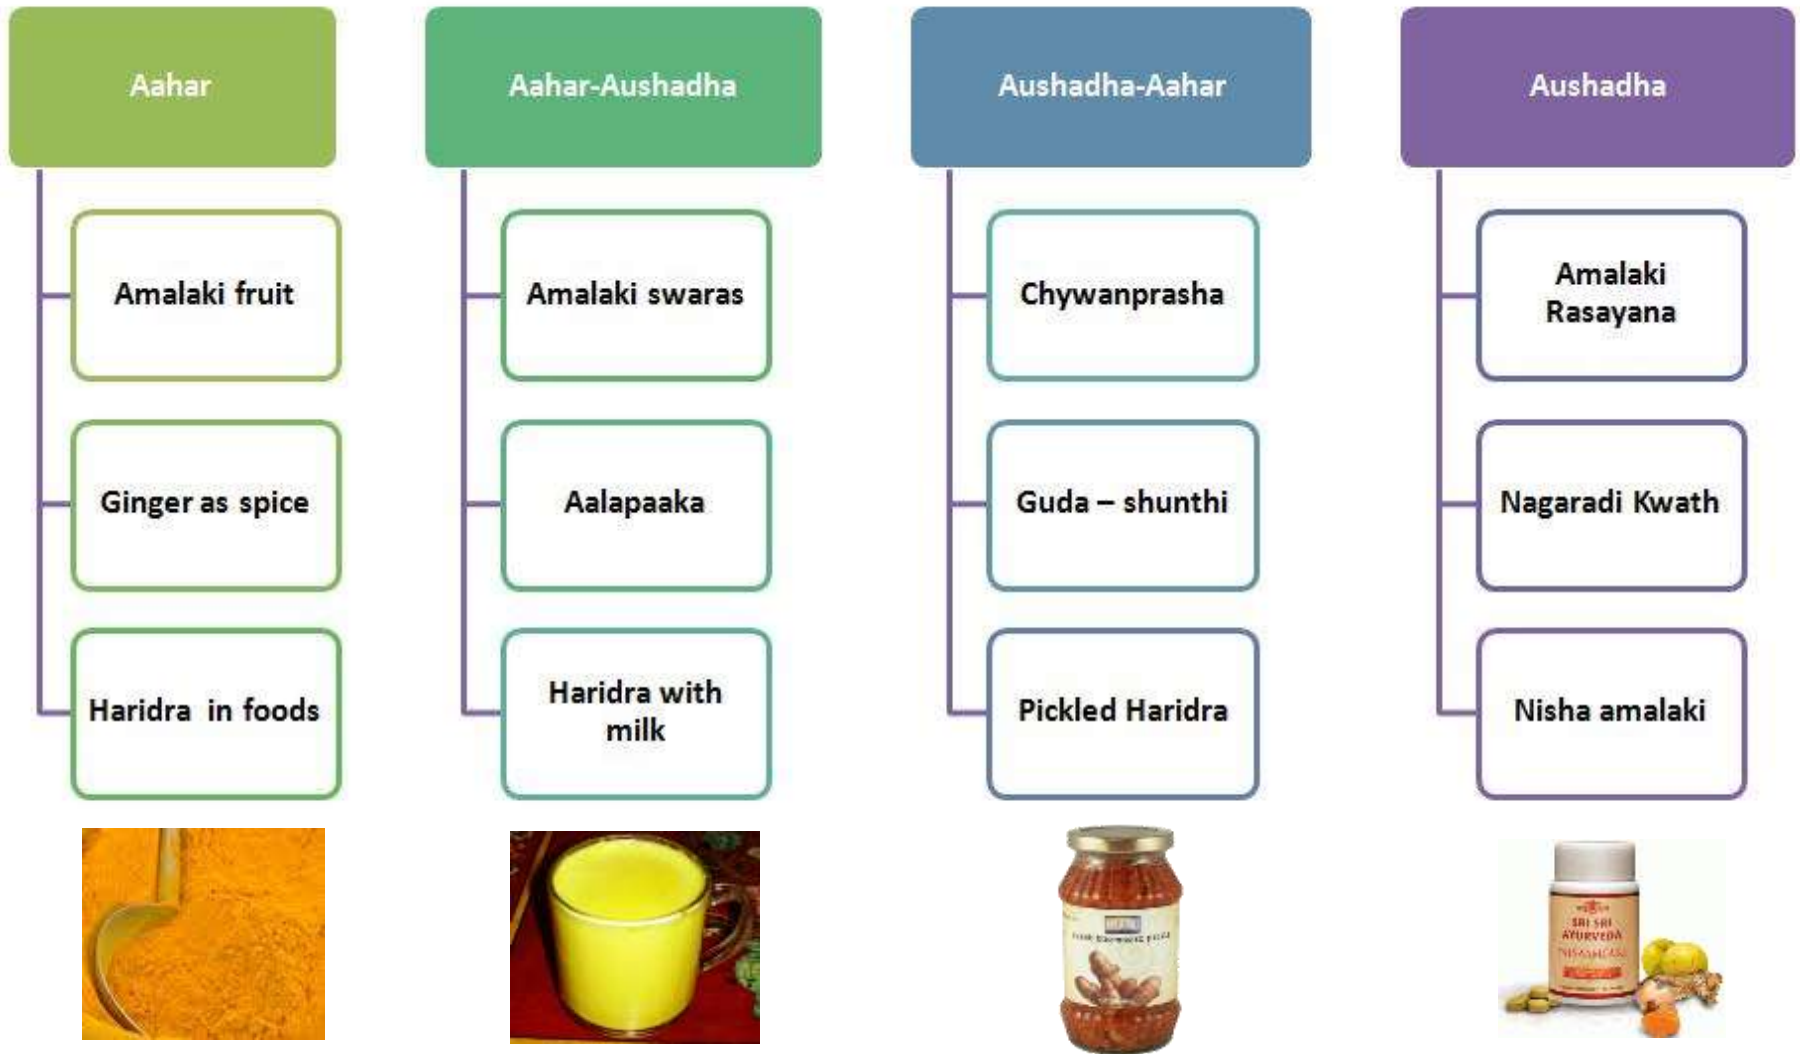 Aahar
Amalaki fruit
Ginger as spice
Haridra in foods
Aahar-Aushadha
Amalaki swaras
Aalapaaka
Haridra with
milk
Aushadha-Aahar
Chywanprasha
Guda – shunthi
Pickled Haridra
Aushadha
Amalaki
Rasayana
Nagaradi Kwath
Nisha amalaki
SRI SRI
AYURVEDA